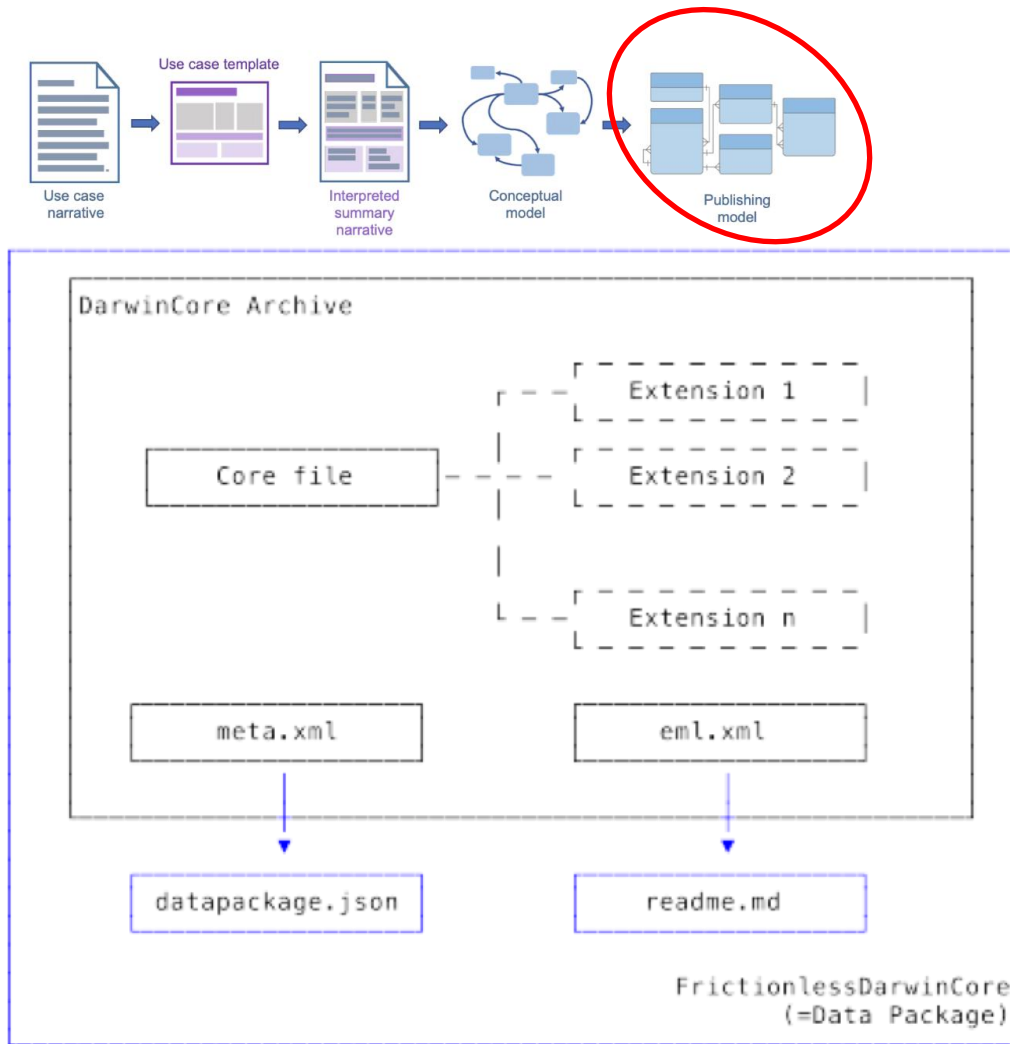 Use case template
Use case
narrative
Interpreted
summary
narrative
Conceptual
model
Publishing
model
DarwinCore Archive
Extension 1
Core file
Extension 2
Extension n
meta.xml
eml.xml
datapackage.json
readme.md
FrictionlessDarwinCore
(=Data Package)